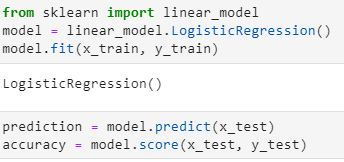 from sklearn import linear_model
model = linear_model.LogisticRegression()
model.fit(x_train, y_train)
LogisticRegression()
prediction = model.predict(x_test)
accuracy = model.score(x_test, y_test)